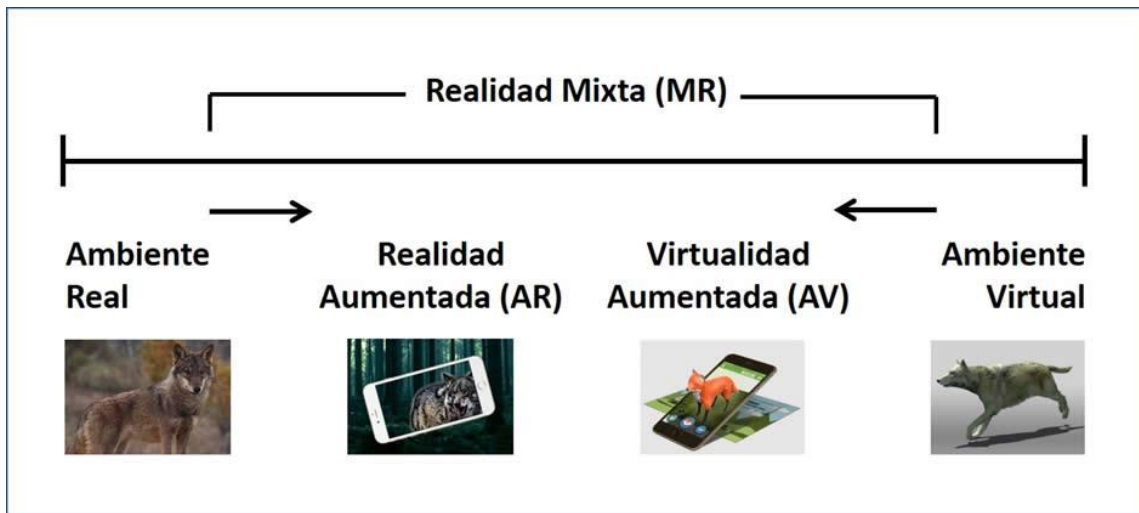 Realidad Mixta (MR)
Ambiente
Real
Realidad
Aumentada (AR)
Virtualidad
Aumentada (AV)
Ambiente
Virtual